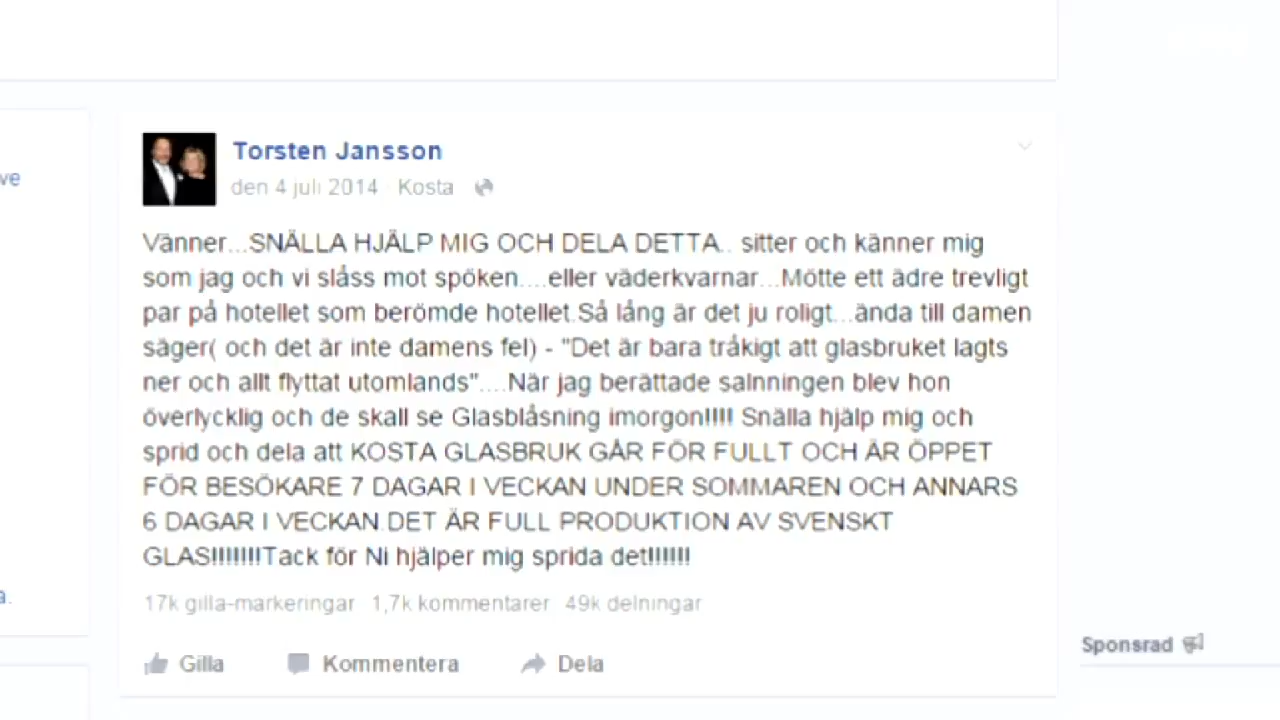 Torsten Jansson
den 4 juli 2014 · Kosta
ve
Vänner...SNÄLLA HJÄLP MIG OCH DELA DETTA.. sitter och känner mig
som jag och vi slåss mot spöken....eller väderkvarnar...Mötte ett ädre trevligt
par på hotellet som berömde hotellet.Så lång är det ju roligt...ända till damen
säger( och det är inte damens fel) - "Det är bara tråkigt att glasbruket lagts
ner och allt flyttat utomlands"....När jag berättade salnningen blev hon
överlycklig och de skall se Glasblåsning imorgon!!!! Snälla hjälp mig och
sprid och dela att KOSTA GLASBRUK GÅR FÖR FULLT OCH ÄR ÖPPET
FÖR BESÖKARE 7 DAGAR I VECKAN UNDER SOMMAREN OCH ANNARS
6 DAGAR I VECKAN.DET ÄR FULL PRODUKTION AV SVENSKT
GLAS!!!!!!!Tack för Ni hjälper mig sprida det!!!!!!
a.
17k gilla-markeringar 1,7k kommentarer 49k delningar
Gilla Kommentera Dela
Sponsrad